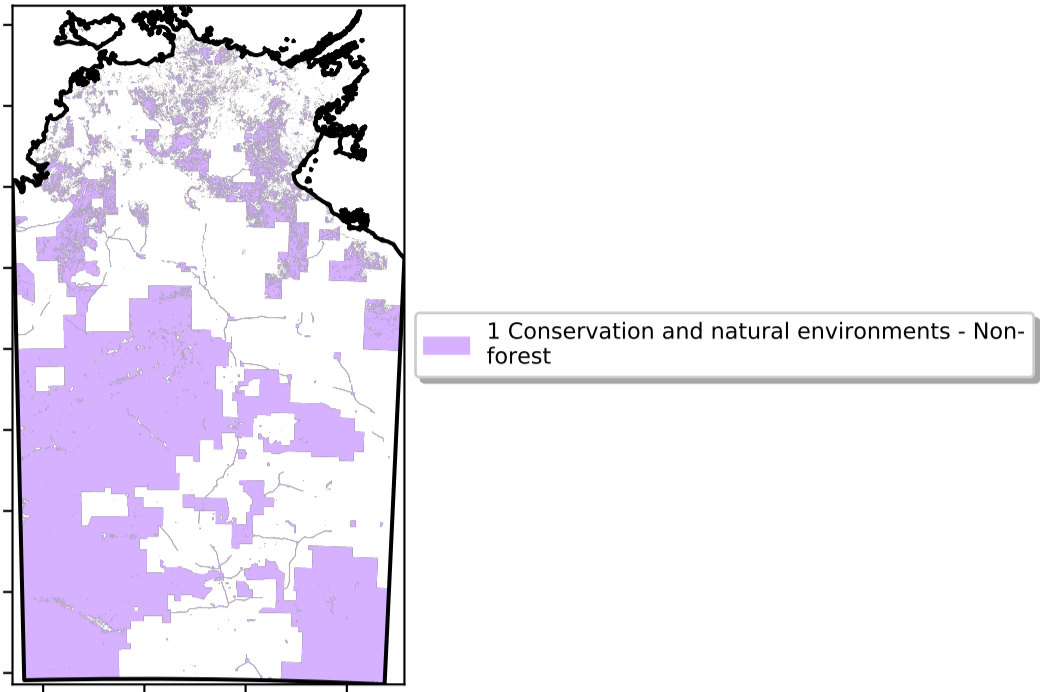 1 Conservation and natural environments - Non-
forest